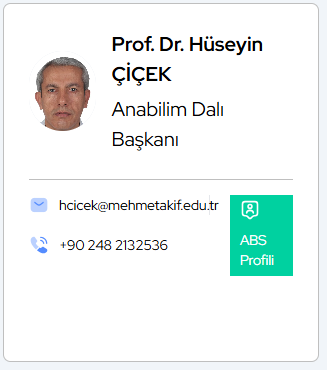 Prof. Dr. Hüseyin
ÇİÇEK
Anabilim Dalı
Başkanı
hcicek@mehmetakif.edu.tr
+90 248 2132536
ABS
Profili